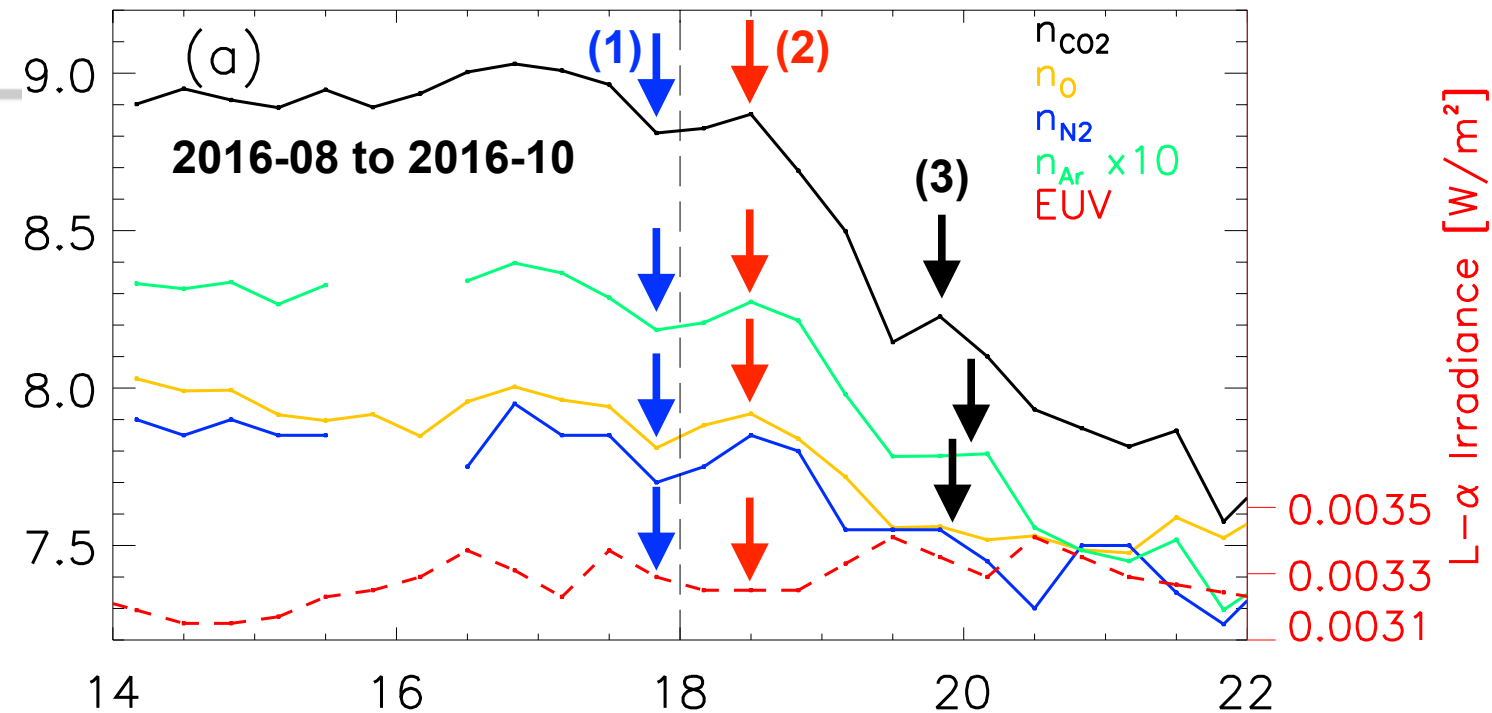 (a)
(1)
(2)
(3)
2016-08 to 2016-10
n_CO2
n_O
n_N2
n_Ar x10
EUV
9.0
8.5
8.0
7.5
0.0035
0.0033
0.0031
L-α Irradiance [W/m²]
14 16 18 20 22